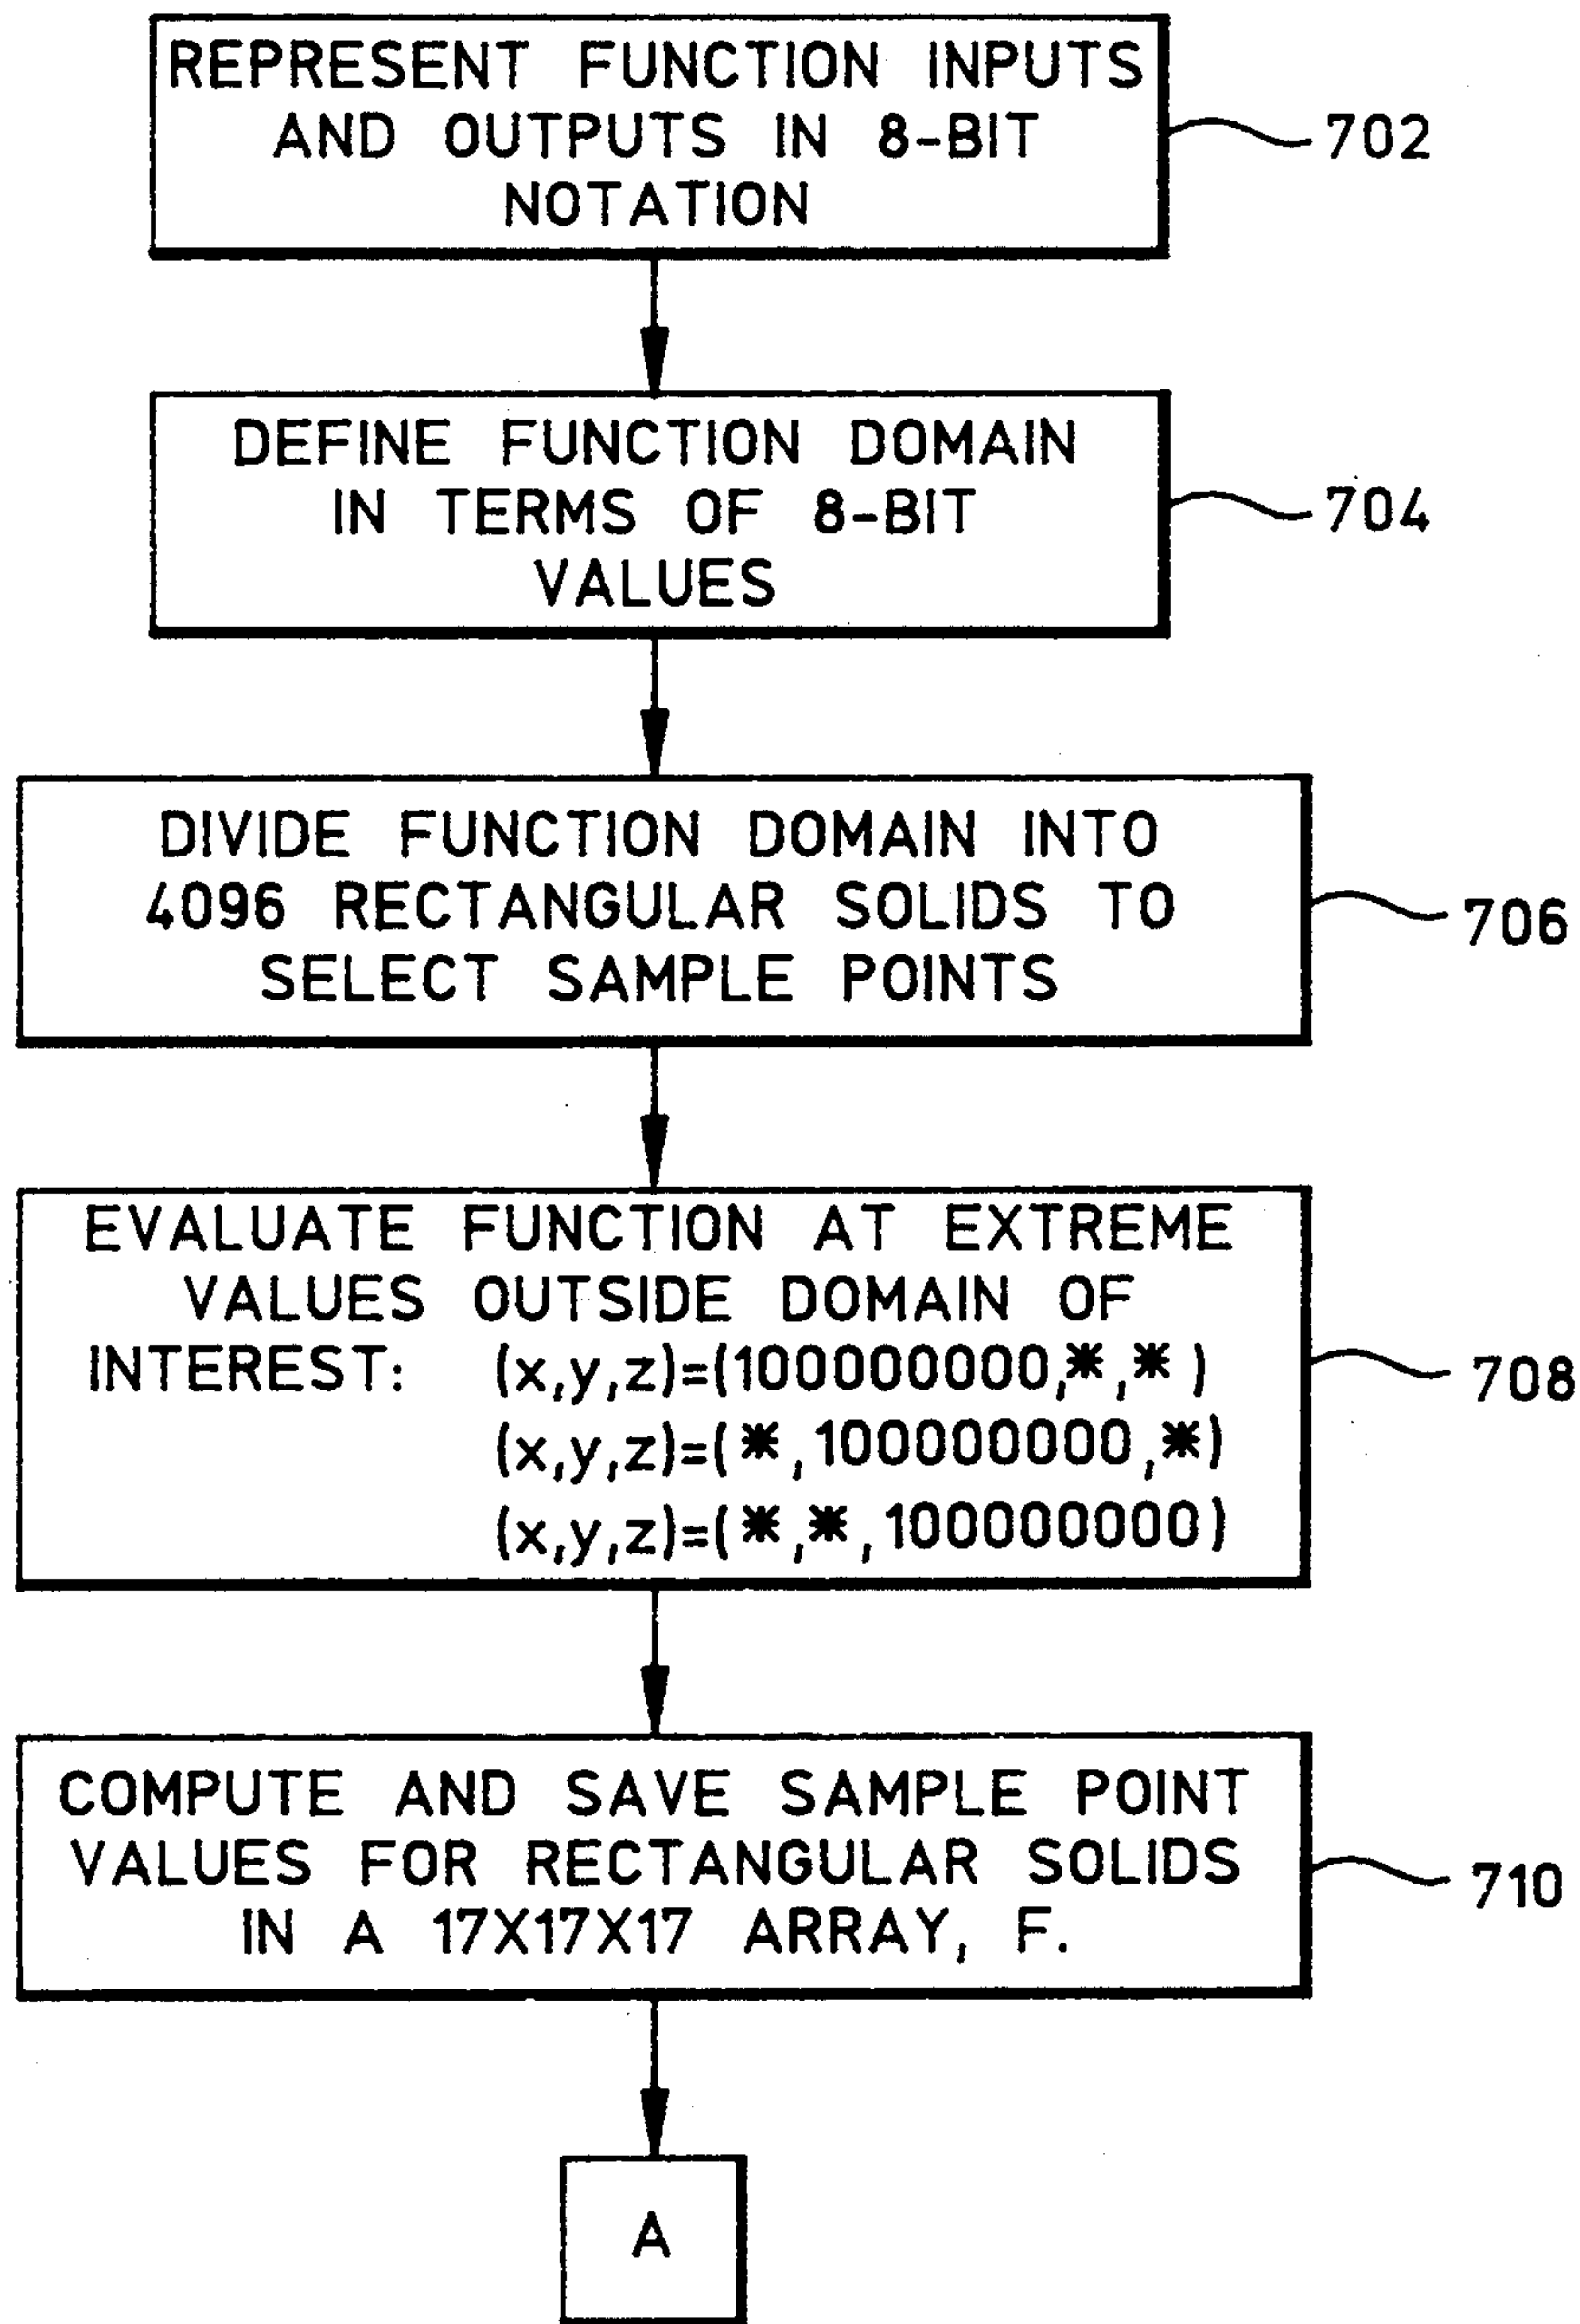 REPRESENT FUNCTION INPUTS
AND OUTPUTS IN 8-BIT
NOTATION
702
DEFINE FUNCTION DOMAIN
IN TERMS OF 8-BIT
VALUES
704
DIVIDE FUNCTION DOMAIN INTO
4096 RECTANGULAR SOLIDS TO
SELECT SAMPLE POINTS
706
EVALUATE FUNCTION AT EXTREME
VALUES OUTSIDE DOMAIN OF
INTEREST: (x,y,z)=(100000000,*,*)
(x,y,z)=(*,100000000,*)
(x,y,z)=(*,*,100000000)
708
COMPUTE AND SAVE SAMPLE POINT
VALUES FOR RECTANGULAR SOLIDS
IN A 17X17X17 ARRAY, F.
710
A